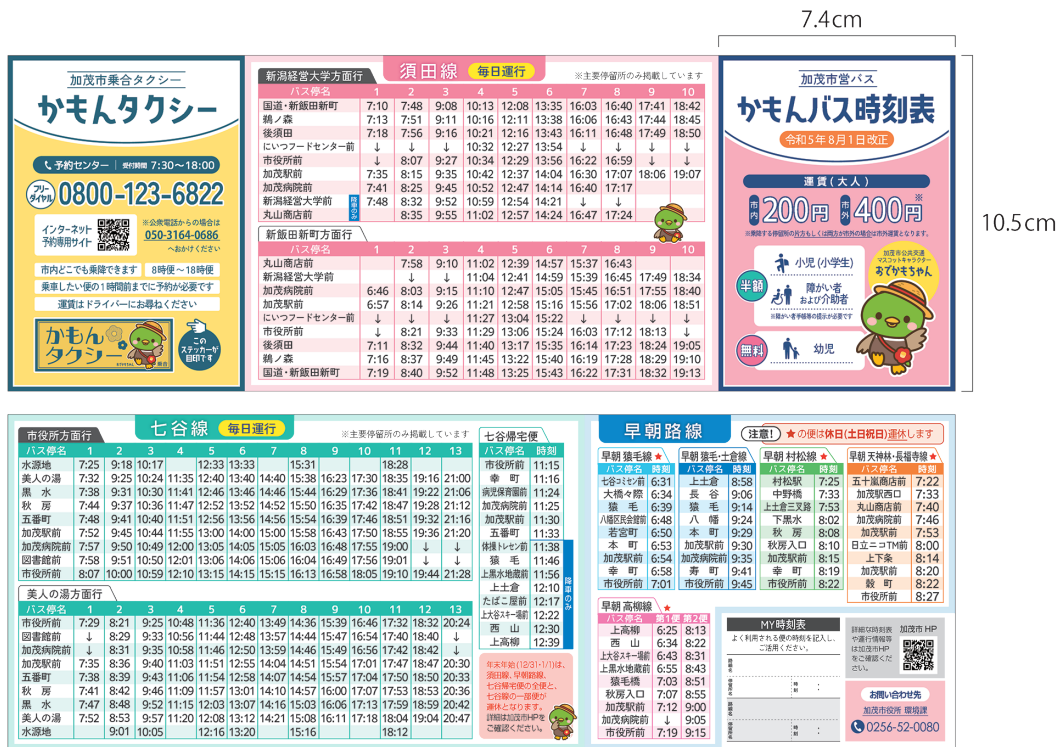 7.4cm
10.5cm
加茂市乗合タクシー
かもんタクシー
予約センター 受付時間 7:30～18:00
フリーダイヤル 0800-123-6822
インターネット
予約専用サイト
※公衆電話からの場合は
050-3164-0686
へおかけください
市内どこでも乗降できます 8時便～18時便
乗車したい便の1時間前までに予約が必要です
運賃はドライバーにお尋ねください
かもん
タクシー
乗合
この
ステッカーが
目印です
須田線 毎日運行
新潟経営大学方面行 ※主要停留所のみ掲載しています
バス停名 1 2 3 4 5 6 7 8 9 10
国道・新飯田新町 7:10 7:48 9:08 10:13 12:08 13:35 16:03 16:40 17:41 18:42
鵜ノ森 7:13 7:51 9:11 10:16 12:11 13:38 16:06 16:43 17:44 18:45
後須田 7:18 7:56 9:16 10:21 12:16 13:43 16:11 16:48 17:49 18:50
にいつフードセンター前 ↓ ↓ ↓ 10:32 12:27 13:54 ↓ ↓ ↓ ↓
市役所前 ↓ 8:07 9:27 10:34 12:29 13:56 16:22 16:59 ↓ ↓
加茂駅前 7:35 8:15 9:35 10:42 12:37 14:04 16:30 17:07 18:06 19:07
加茂病院前 7:41 8:25 9:45 10:52 12:47 14:14 16:40 17:17
新潟経営大学前 降車のみ 7:48 8:32 9:52 10:59 12:54 14:21 ↓ ↓
丸山商店前 8:35 9:55 11:02 12:57 14:24 16:47 17:24
新飯田新町方面行
バス停名 1 2 3 4 5 6 7 8 9 10
丸山商店前 7:58 9:10 11:02 12:39 14:57 15:37 16:43
新潟経営大学前 ↓ ↓ 11:04 12:41 14:59 15:39 16:45 17:49 18:34
加茂病院前 6:46 8:03 9:15 11:10 12:47 15:05 15:45 16:51 17:55 18:40
加茂駅前 6:57 8:14 9:26 11:21 12:58 15:16 15:56 17:02 18:06 18:51
にいつフードセンター前 ↓ ↓ ↓ 11:27 13:04 15:22 ↓ ↓ ↓ ↓
市役所前 ↓ 8:21 9:33 11:29 13:06 15:24 16:03 17:12 18:13 ↓
後須田 7:11 8:32 9:44 11:40 13:17 15:35 16:14 17:23 18:24 19:05
鵜ノ森 7:16 8:37 9:49 11:45 13:22 15:40 16:19 17:28 18:29 19:10
国道・新飯田新町 7:19 8:40 9:52 11:48 13:25 15:43 16:22 17:31 18:32 19:13
加茂市営バス
かもんバス時刻表
令和5年8月1日改正
運賃(大人)
市内 200円 市外 400円※
※乗降する停留所の片方もしくは両方が市外の場合は市外運賃となります。
半額
小児(小学生)
障がい者
および介助者
※障がい者手帳等の提示が必要です
無料
幼児
加茂市公共交通
マスコットキャラクター
おでかもちゃん
七谷線 毎日運行
市役所方面行 ※主要停留所のみ掲載しています
バス停名 1 2 3 4 5 6 7 8 9 10 11 12 13
水源地 7:25 9:18 10:17 12:33 13:33 15:31 18:28
美人の湯 7:32 9:25 10:24 11:35 12:40 13:40 14:40 15:38 16:23 17:30 18:35 19:16 21:00
黒水 7:38 9:31 10:30 11:41 12:46 13:46 14:46 15:44 16:29 17:36 18:41 19:22 21:06
秋房 7:44 9:37 10:36 11:47 12:52 13:52 14:52 15:50 16:35 17:42 18:47 19:28 21:12
五番町 7:48 9:41 10:40 11:51 12:56 13:56 14:56 15:54 16:39 17:46 18:51 19:32 21:16
加茂駅前 7:52 9:45 10:44 11:55 13:00 14:00 15:00 15:58 16:43 17:50 18:55 19:36 21:20
加茂病院前 7:57 9:50 10:49 12:00 13:05 14:05 15:05 16:03 16:48 17:55 19:00 ↓ ↓
図書館前 7:58 9:51 10:50 12:01 13:06 14:06 15:06 16:04 16:49 17:56 19:01 ↓ ↓
市役所前 8:07 10:00 10:59 12:10 13:15 14:15 15:15 16:13 16:58 18:05 19:10 19:44 21:28
美人の湯方面行
バス停名 1 2 3 4 5 6 7 8 9 10 11 12 13
市役所前 7:29 8:21 9:25 10:48 11:36 12:40 13:49 14:36 15:39 16:46 17:32 18:32 20:24
図書館前 ↓ 8:29 9:33 10:56 11:44 12:48 13:57 14:44 15:47 16:54 17:40 18:40 ↓
加茂病院前 ↓ 8:31 9:35 10:58 11:46 12:50 13:59 14:46 15:49 16:56 17:42 18:42 ↓
加茂駅前 7:35 8:36 9:40 11:03 11:51 12:55 14:04 14:51 15:54 17:01 17:47 18:47 20:30
五番町 7:38 8:39 9:43 11:06 11:54 12:58 14:07 14:54 15:57 17:04 17:50 18:50 20:33
秋房 7:41 8:42 9:46 11:09 11:57 13:01 14:10 14:57 16:00 17:07 17:53 18:53 20:36
黒水 7:47 8:48 9:52 11:15 12:03 13:07 14:16 15:03 16:06 17:13 17:59 18:59 20:42
美人の湯 7:52 8:53 9:57 11:20 12:08 13:12 14:21 15:08 16:11 17:18 18:04 19:04 20:47
水源地 9:01 10:05 12:16 13:20 15:16 18:12
七谷帰宅便
バス停名 時刻
市役所前 11:15
幸町 11:16
病児保育園前 11:24
加茂病院前 11:25
加茂駅前 11:30
五番町 11:33
体操トレセン前 11:38
猿毛 11:46
上黒水地蔵前 11:56
上土倉 12:10
たばこ屋前 12:17
上大谷スキー場前 12:22
西山 12:30
上高柳 12:39
降車のみ
年末年始(12/31・1/1)は、
須田線、早朝路線、
七谷帰宅便の全便と、
七谷線の一部便が
運休となります。
詳細は加茂市HPを
ご確認ください。
早朝路線
注意! ★の便は休日(土日祝日)運休します
早朝 猿毛線★
バス停名 時刻
七谷コミセン前 6:31
大橋々際 6:34
猿毛 6:39
八幡区民会館前 6:48
若宮町 6:50
本町 6:53
加茂駅前 6:54
幸町 6:58
市役所前 7:01
早朝 猿毛・土倉線
バス停名 時刻
上土倉 8:58
長谷 9:06
猿毛 9:14
八幡 9:24
本町 9:29
加茂駅前 9:30
加茂病院前 9:35
寿町 9:41
市役所前 9:45
早朝 村松線★
バス停名 時刻
村松駅 7:25
中野橋 7:33
上土倉三叉路 7:53
下黒水 8:02
秋房 8:08
秋房入口 8:10
加茂駅前 8:15
幸町 8:19
市役所前 8:22
早朝 天神林・長福寺線★
バス停名 時刻
五十嵐商店前 7:22
加茂駅西口 7:33
丸山商店前 7:40
加茂病院前 7:46
加茂駅前 7:53
日立ニコTM前 8:00
上下条 8:14
加茂駅前 8:20
穀町 8:22
市役所前 8:27
早朝 高柳線★
バス停名 第1便 第2便
上高柳 6:25 8:13
西山 6:34 8:22
上大谷スキー場前 6:43 8:31
上黒水地蔵前 6:55 8:43
猿毛橋 7:03 8:51
秋房入口 7:07 8:55
加茂駅前 7:12 9:00
加茂病院前 ↓ 9:05
市役所前 7:19 9:15
MY時刻表
よく利用される便の時刻を記入し、
ご活用ください。
路線名
停留所名 時刻 :
路線名
停留所名 時刻 :
詳細な時刻表
や運行情報等
は加茂市HP
をご確認くだ
さい。
加茂市HP
お問い合わせ先
加茂市役所 環境課
0256-52-0080